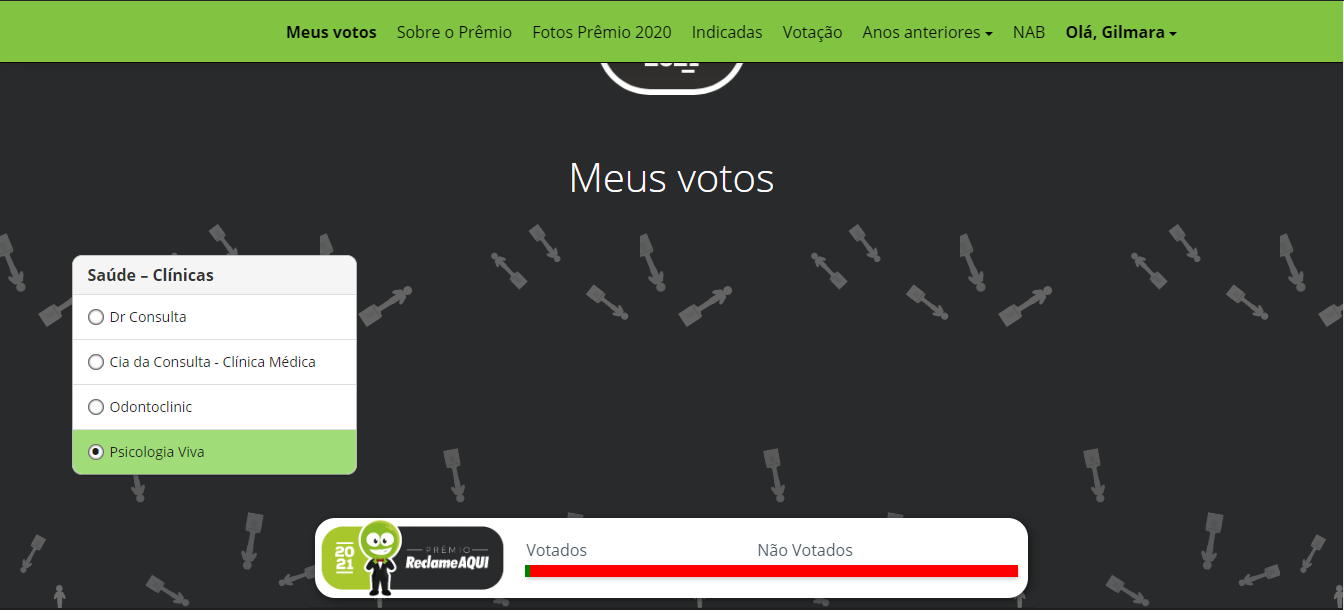 Meus votos Sobre o Prêmio Fotos Prêmio 2020 Indicadas Votação Anos anteriores NAB Olá, Gilmara
Meus votos
Saúde – Clínicas
Dr Consulta
Cia da Consulta - Clínica Médica
Odontoclinic
Psicologia Viva
20
21
PRÊMIO
ReclameAQUI
Votados Não Votados